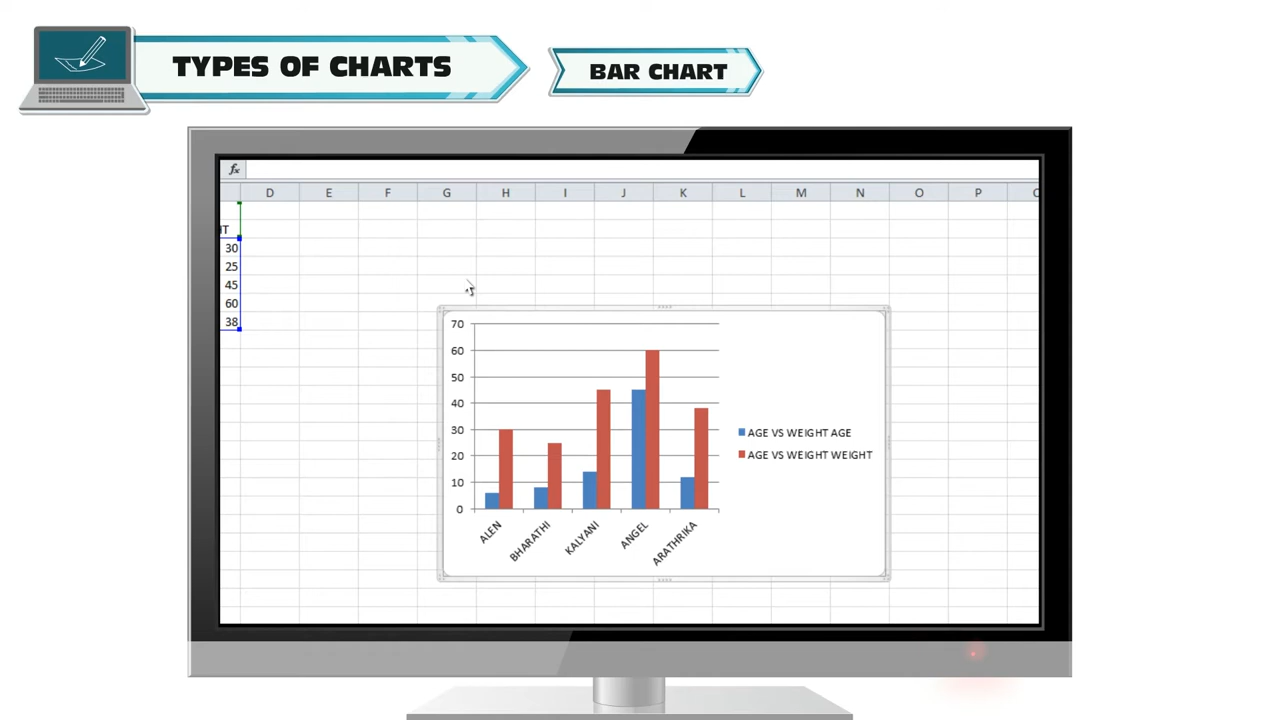 TYPES OF CHARTS
BAR CHART
fx
D E F G H I J K L M N O P
30
25
45
60
38
70
60
50
40
30
20
10
0
ALEN
BHARATHI
KALYANI
ANGEL
ARATHRIKA
AGE VS WEIGHT AGE
AGE VS WEIGHT WEIGHT